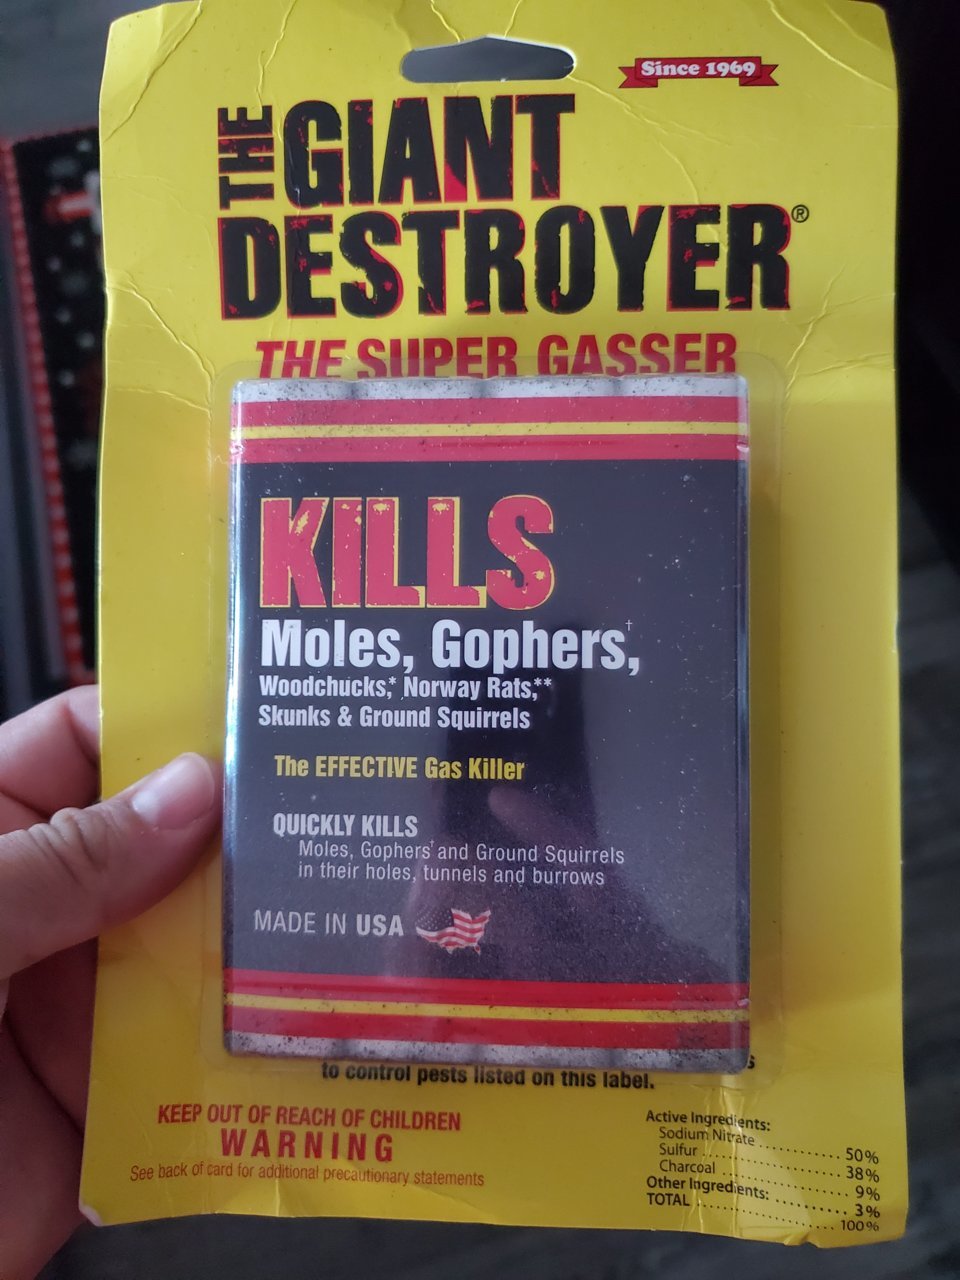 Since 1969
THE GIANT
DESTROYER®
THE SUPER GASSER
KILLS
Moles, Gophers,†
Woodchucks,* Norway Rats,**
Skunks & Ground Squirrels
The EFFECTIVE Gas Killer
QUICKLY KILLS
Moles, Gophers† and Ground Squirrels
in their holes, tunnels and burrows
MADE IN USA
to control pests listed on this label.
KEEP OUT OF REACH OF CHILDREN
WARNING
See back of card for additional precautionary statements
Active Ingredients:
Sodium Nitrate .......... 50%
Sulfur .......... 38%
Charcoal .......... 9%
Other Ingredients: .......... 3%
TOTAL .......... 100%